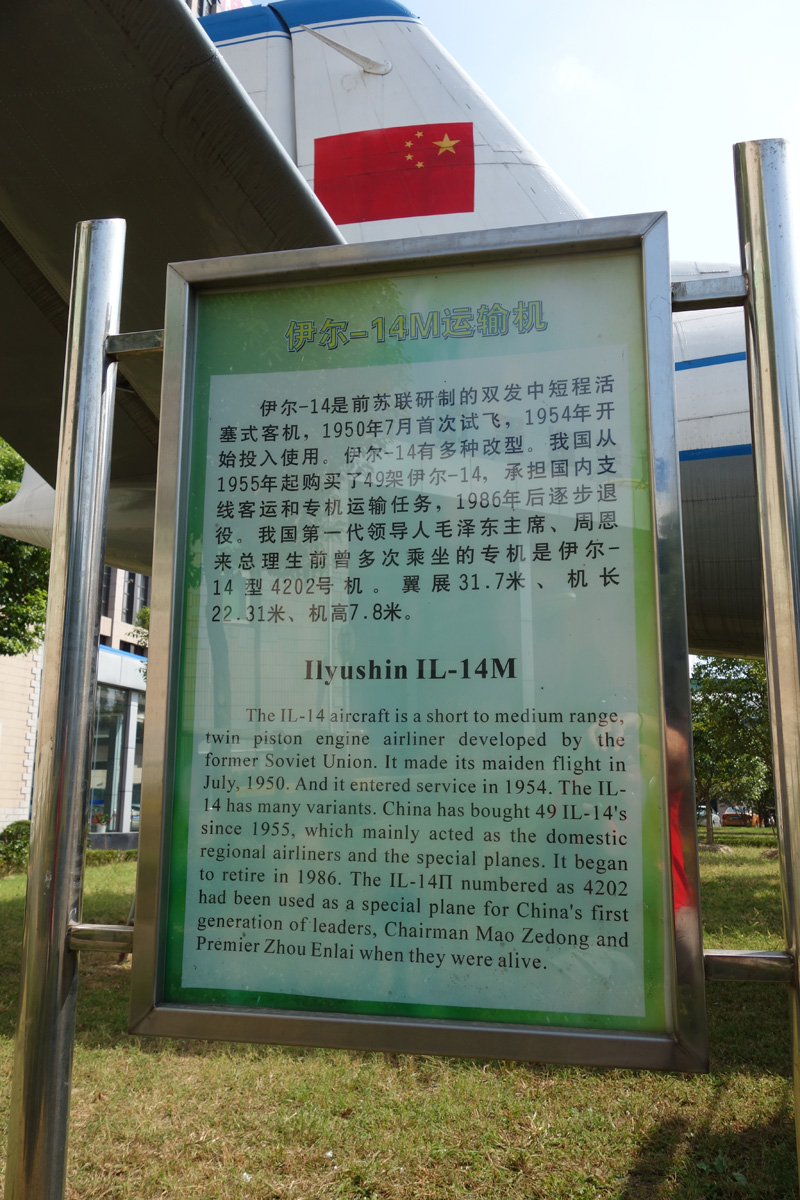 伊尔-14M运输机
伊尔-14是前苏联研制的双发中短程活
塞式客机，1950年7月首次试飞，1954年开
始投入使用。伊尔-14有多种改型。我国从
1955年起购买了49架伊尔-14，承担国内支
线客运和专机运输任务，1986年后逐步退
役。我国第一代领导人毛泽东主席、周恩
来总理生前曾多次乘坐的专机是伊尔-
14型4202号机。翼展31.7米、机长
22.31米、机高7.8米。
Ilyushin IL-14M
The IL-14 aircraft is a short to medium range,
twin piston engine airliner developed by the
former Soviet Union. It made its maiden flight in
July, 1950. And it entered service in 1954. The IL-
14 has many variants. China has bought 49 IL-14's
since 1955, which mainly acted as the domestic
regional airliners and the special planes. It began
to retire in 1986. The IL-14П numbered as 4202
had been used as a special plane for China's first
generation of leaders, Chairman Mao Zedong and
Premier Zhou Enlai when they were alive.